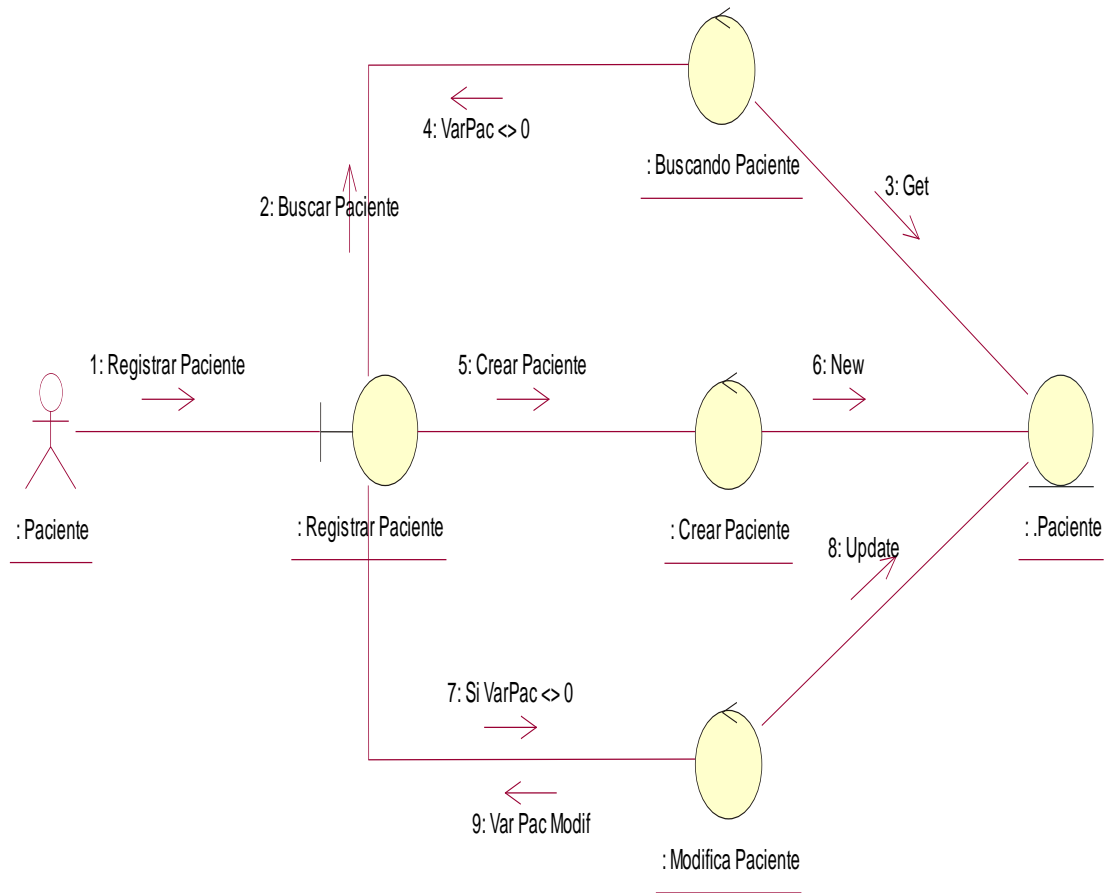 4: VarPac <> 0
: Buscando Paciente
3: Get
2: Buscar Paciente
1: Registrar Paciente
5: Crear Paciente
6: New
: Paciente
: Registrar Paciente
: Crear Paciente
: .Paciente
8: Update
7: Si VarPac <> 0
9: Var Pac Modif
: Modifica Paciente